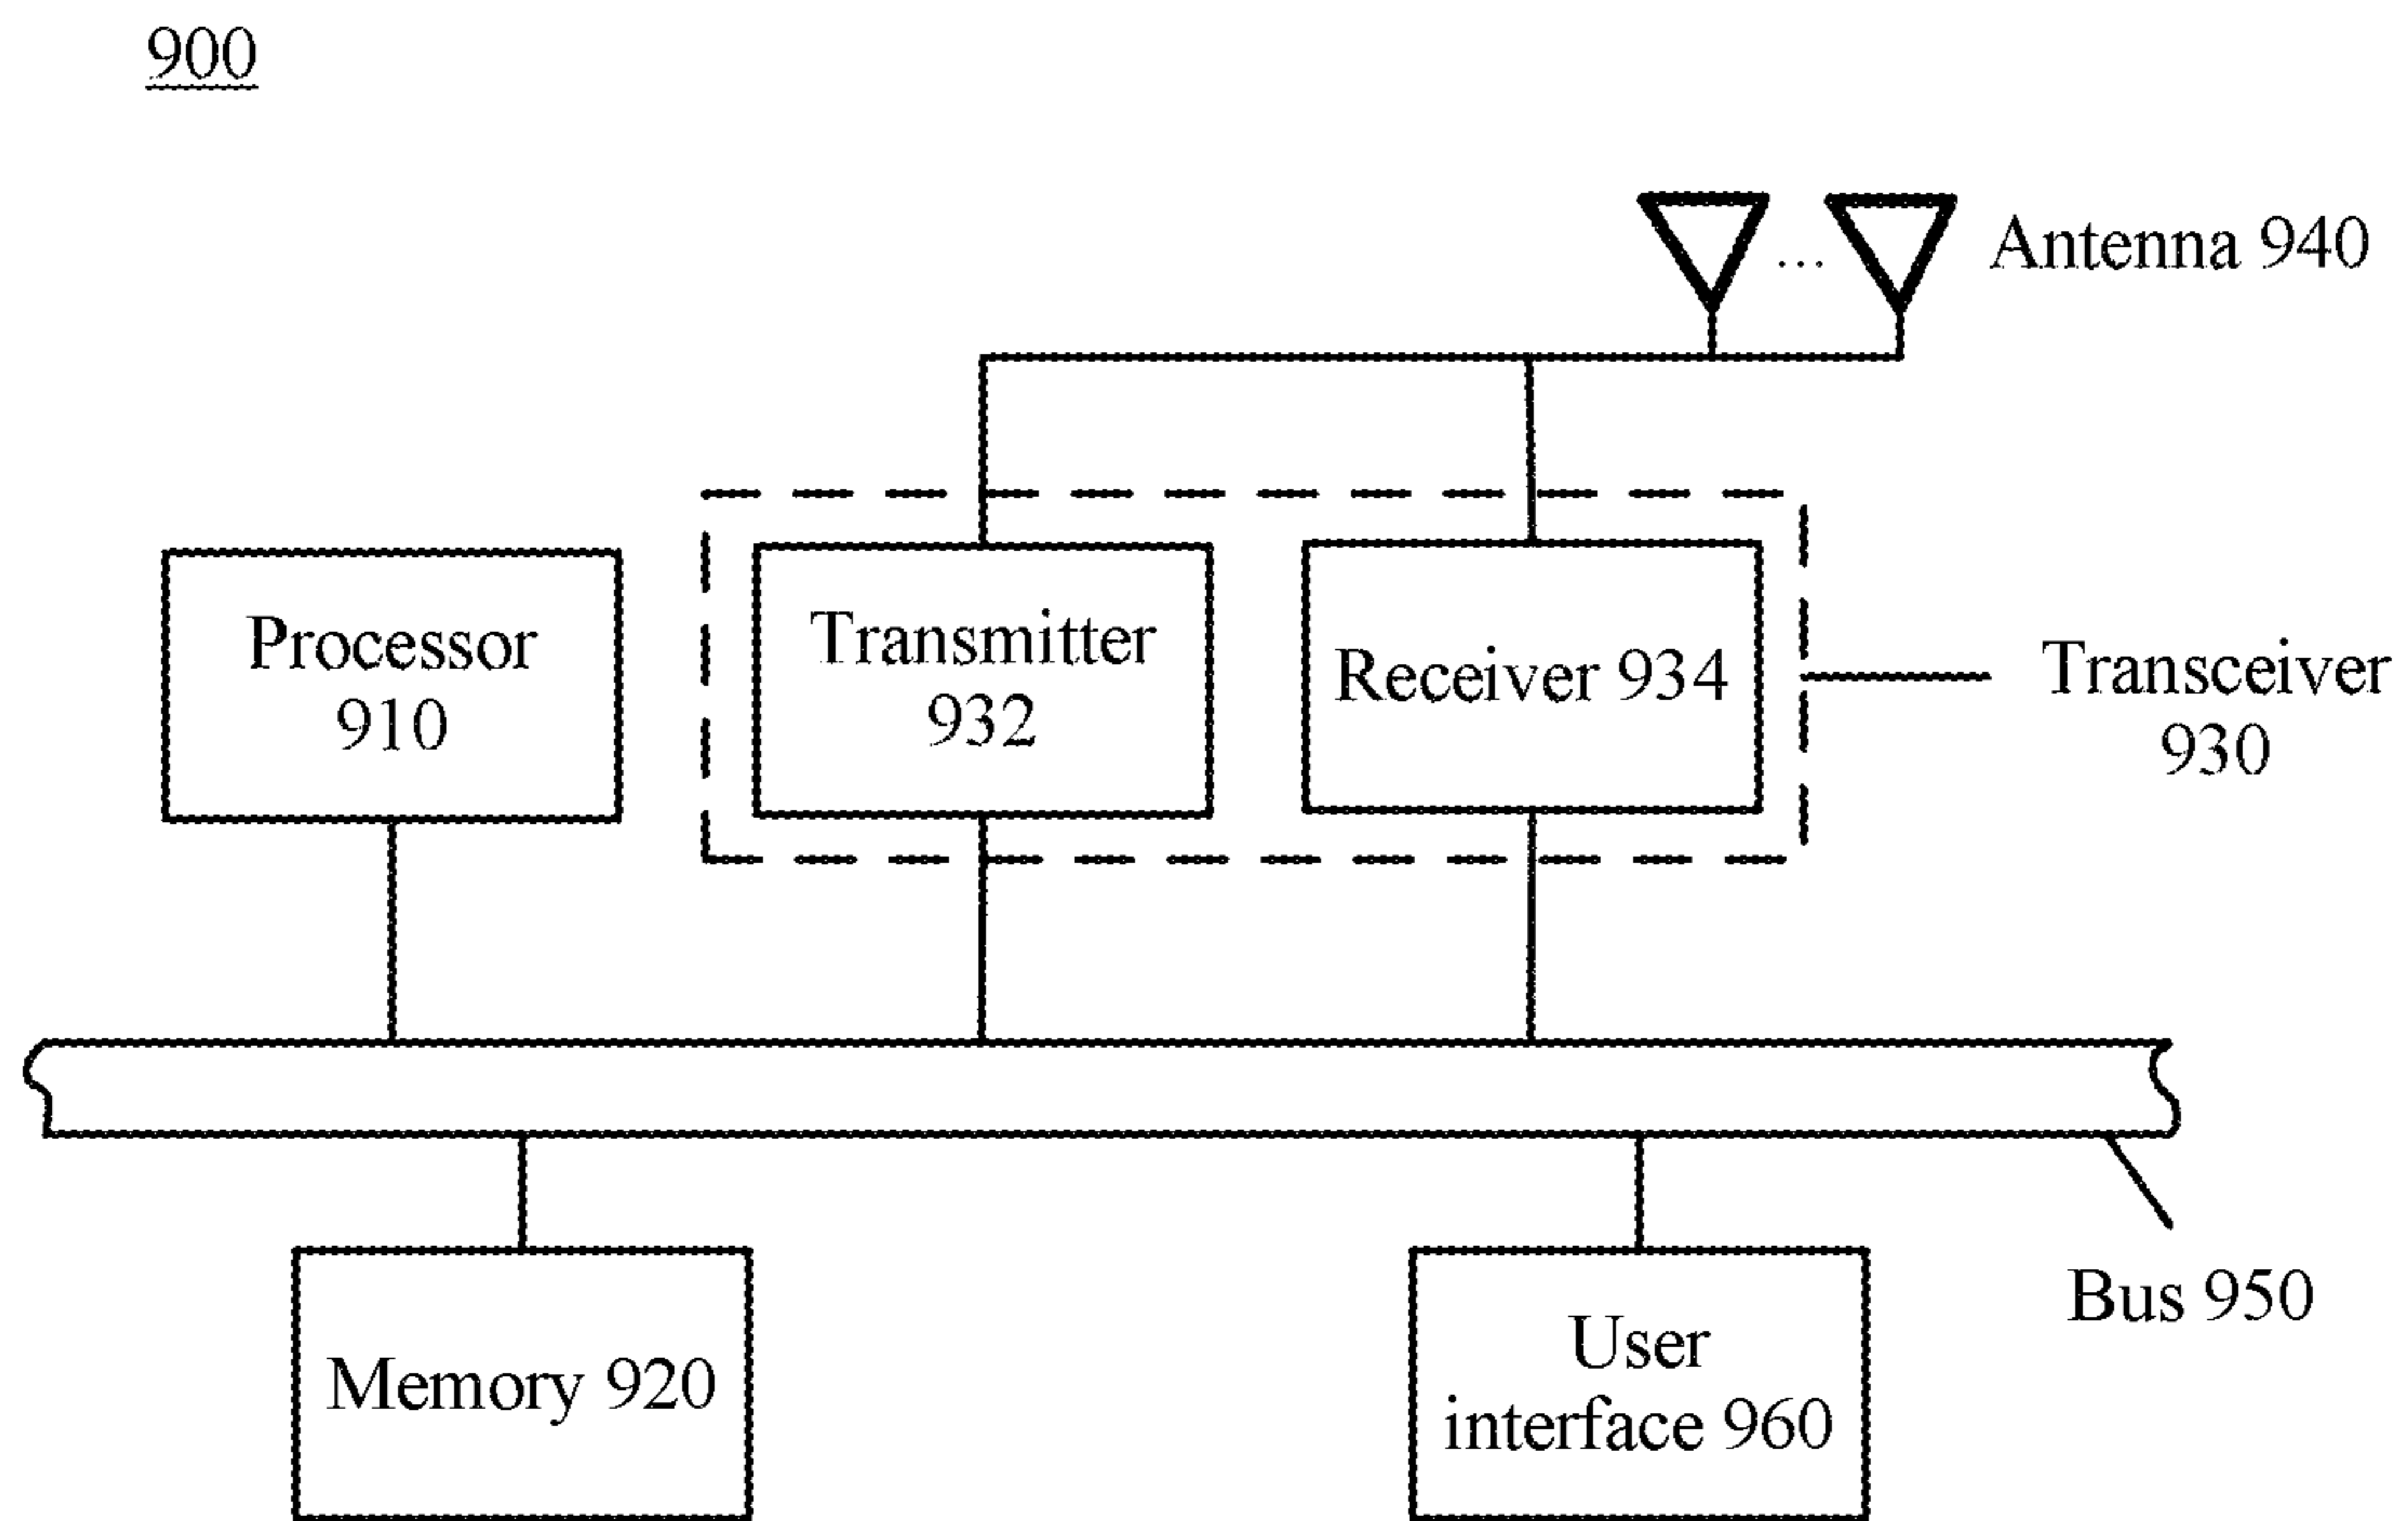 900
... Antenna 940
Processor
910
Transmitter
932
Receiver 934
Transceiver
930
Memory 920
User
interface 960
Bus 950